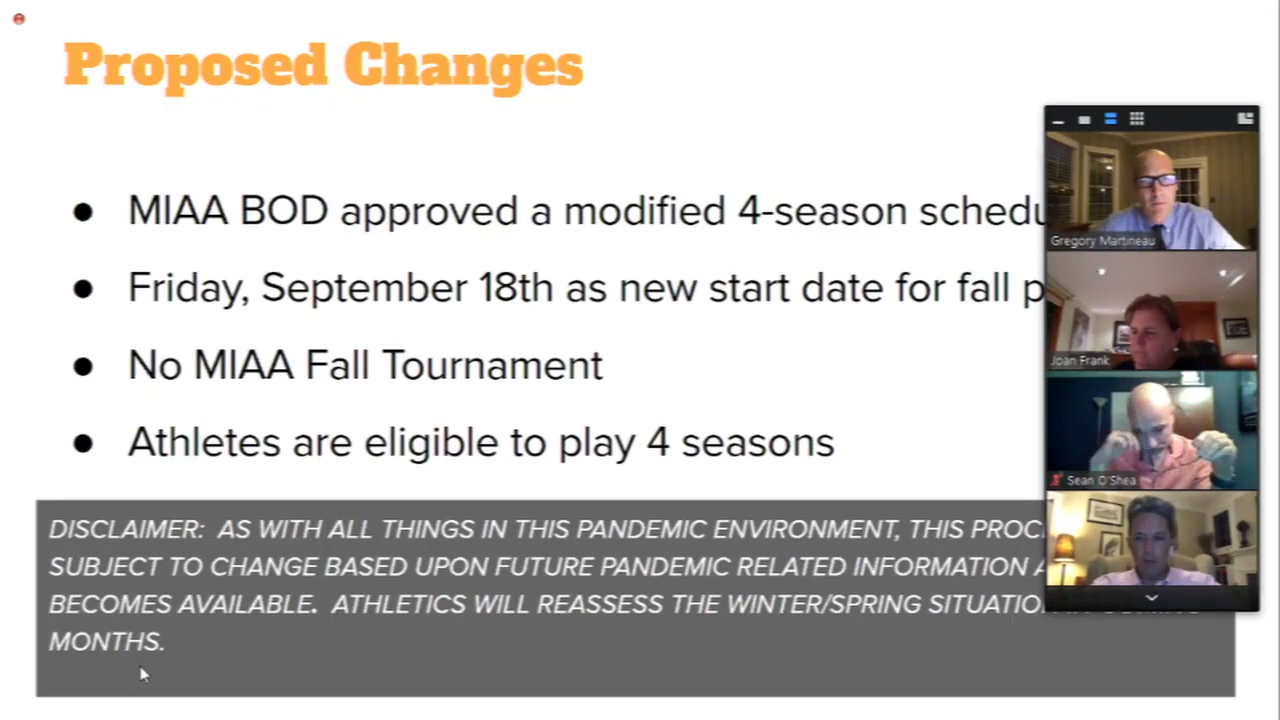 Proposed Changes
● MIAA BOD approved a modified 4-season
● Friday, September 18th as new start date for fall
● No MIAA Fall Tournament
● Athletes are eligible to play 4 seasons
DISCLAIMER: AS WITH ALL THINGS IN THIS PANDEMIC ENVIRONMENT, THIS
SUBJECT TO CHANGE BASED UPON FUTURE PANDEMIC RELATED INFORMATION
BECOMES AVAILABLE. ATHLETICS WILL REASSESS THE WINTER/SPRING
MONTHS.
Gregory Martineau
Joan Frank
Sean O'Shea